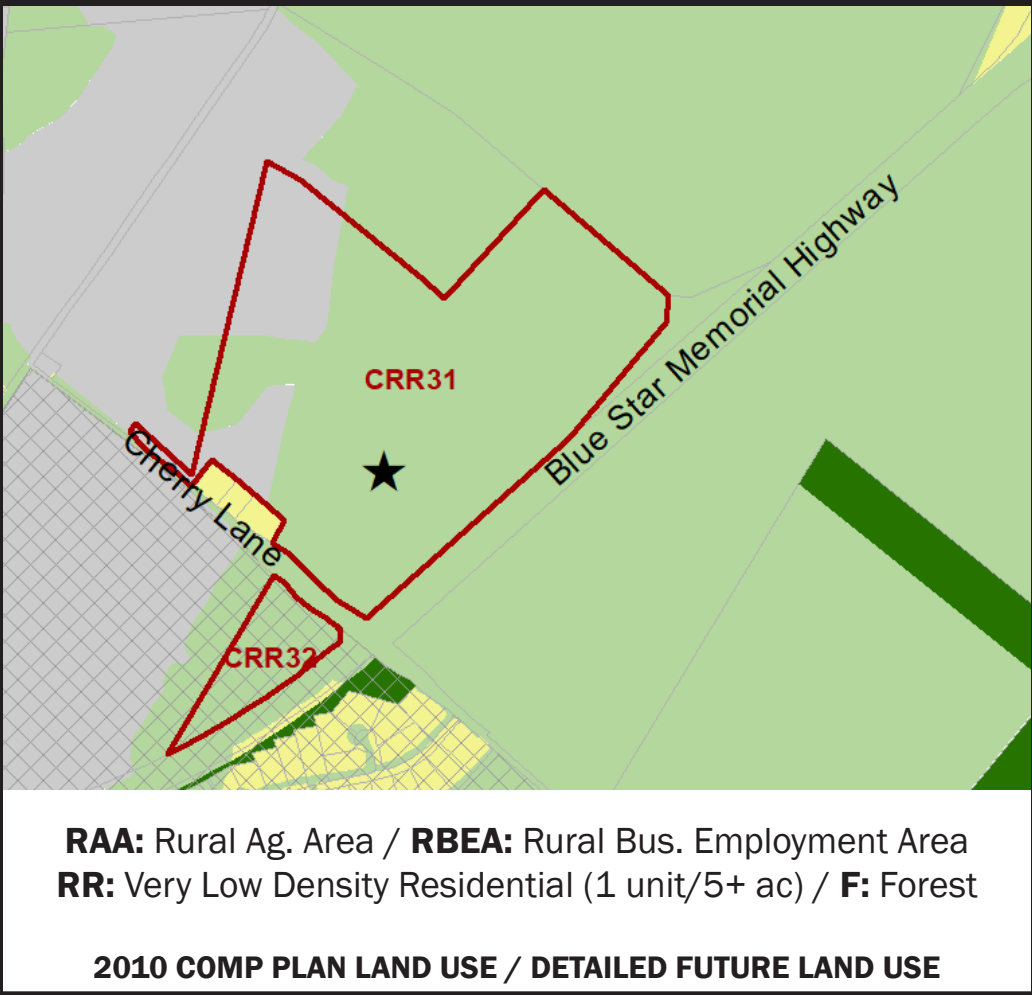 CRR31
Blue Star Memorial Highway
Cherry Lane
CRR32
RAA: Rural Ag. Area / RBEA: Rural Bus. Employment Area
RR: Very Low Density Residential (1 unit/5+ ac) / F: Forest
2010 COMP PLAN LAND USE / DETAILED FUTURE LAND USE